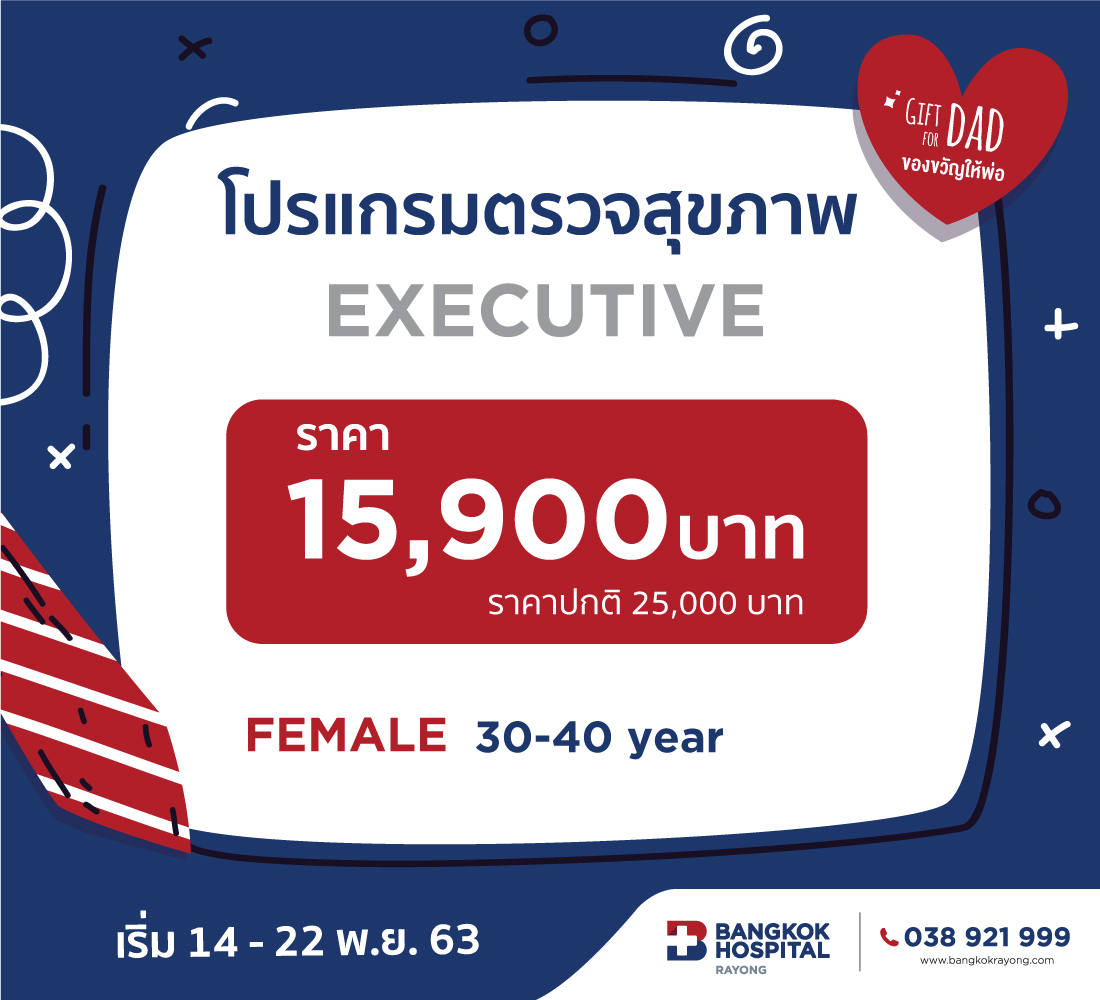 GIFT FOR DAD
ของขวัญให้พ่อ
โปรแกรมตรวจสุขภาพ
EXECUTIVE
ราคา
15,900 บาท
ราคาปกติ 25,000 บาท
FEMALE 30-40 year
เริ่ม 14 - 22 พ.ย. 63
BANGKOK
HOSPITAL
RAYONG
038 921 999
www.bangkokrayong.com